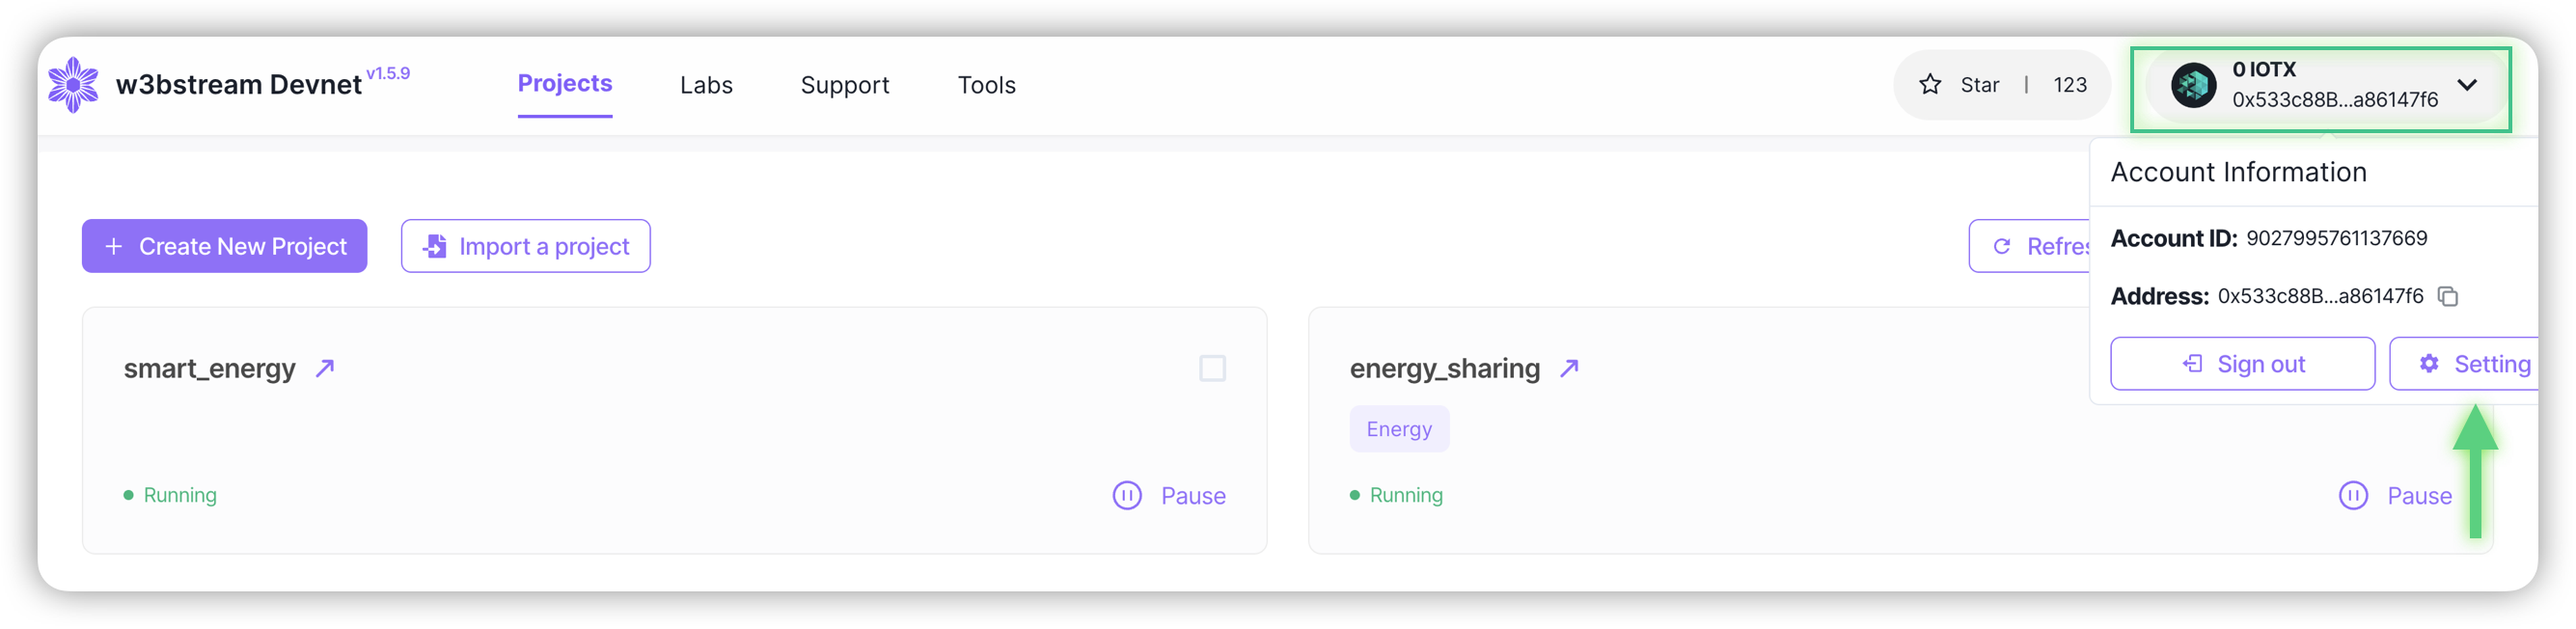 w3bstream Devnet v1.5.9
Projects
Labs
Support
Tools
Star | 123
0 IOTX
0x533c88B...a86147f6
Account Information
Account ID: 9027995761137669
Address: 0x533c88B...a86147f6
Sign out
Setting
+ Create New Project
Import a project
Refres
smart_energy
Running
Pause
energy_sharing
Energy
Running
Pause